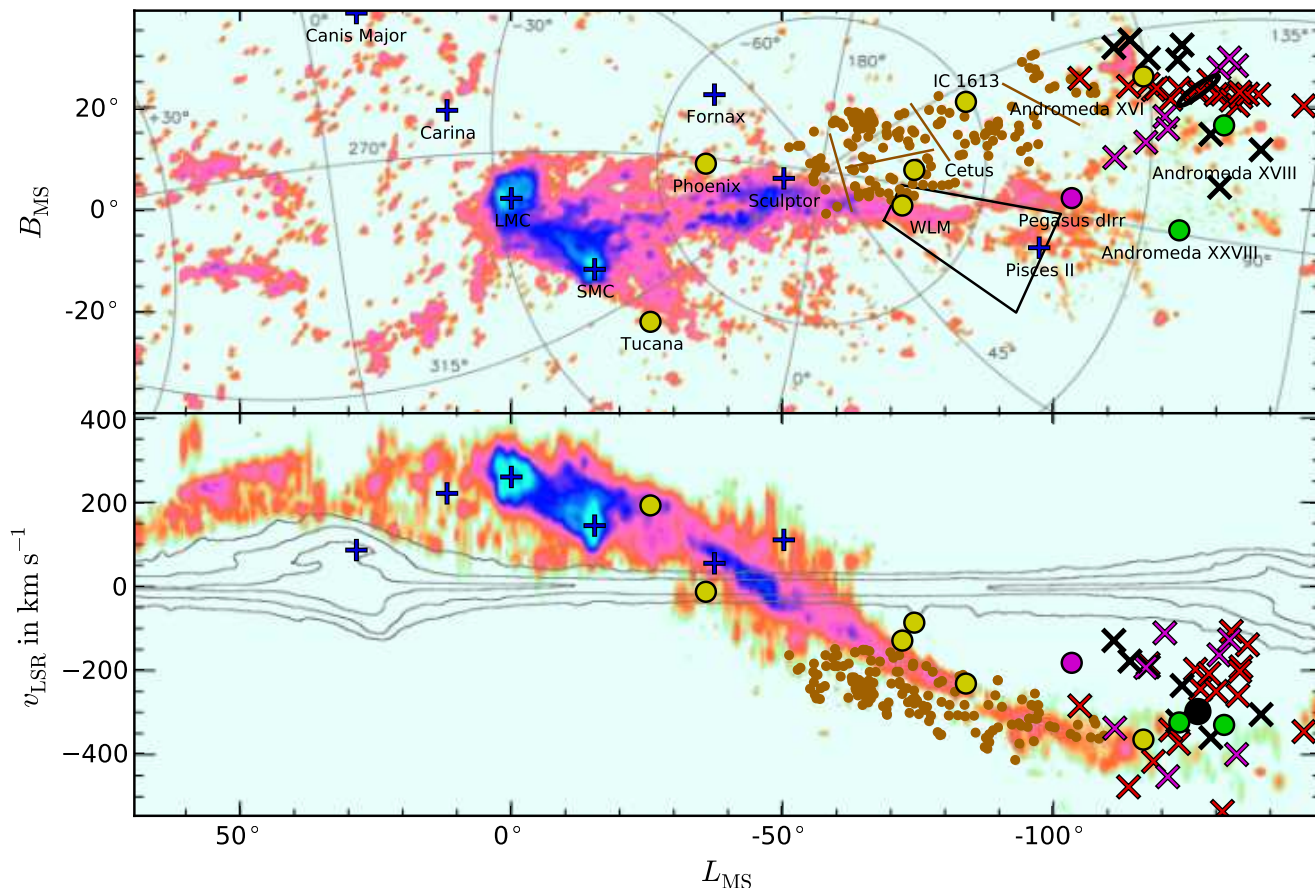 0°
-30°
-60°
135°
Canis Major
180°
IC 1613
20°
+30°
Carina
Fornax
Andromeda XVI
270°
Phoenix
Cetus
Andromeda XVIII
Sculptor
0°
LMC
WLM
Pegasus dIrr
Andromeda XXVIII
SMC
Pisces II
90°
-20°
Tucana
315°
0°
45°
B_MS
400
200
0
−200
−400
v_LSR in km s⁻¹
50°
0°
-50°
-100°
L_MS